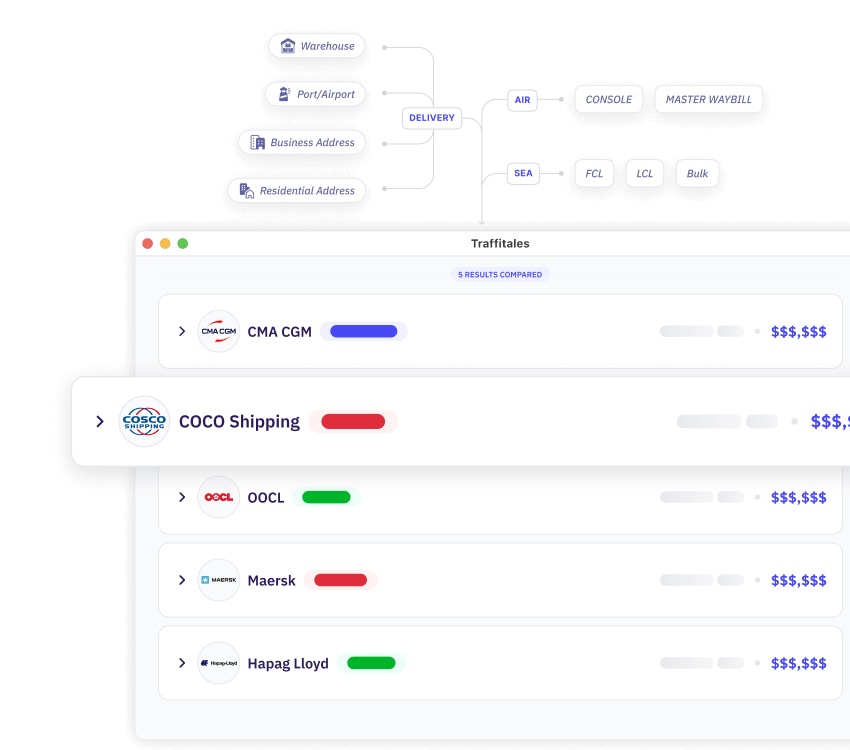 Warehouse
Port/Airport
Business Address
Residential Address
DELIVERY
AIR
CONSOLE
MASTER WAYBILL
SEA
FCL
LCL
Bulk
Traffitales
5 RESULTS COMPARED
CMA CGM
CMA CGM
$$$,$$$
COSCO
SHIPPING
COCO Shipping
$$$,$
OOCL
OOCL
$$$,$$$
MAERSK
Maersk
$$$,$$$
Hapag-Lloyd
Hapag Lloyd
$$$,$$$